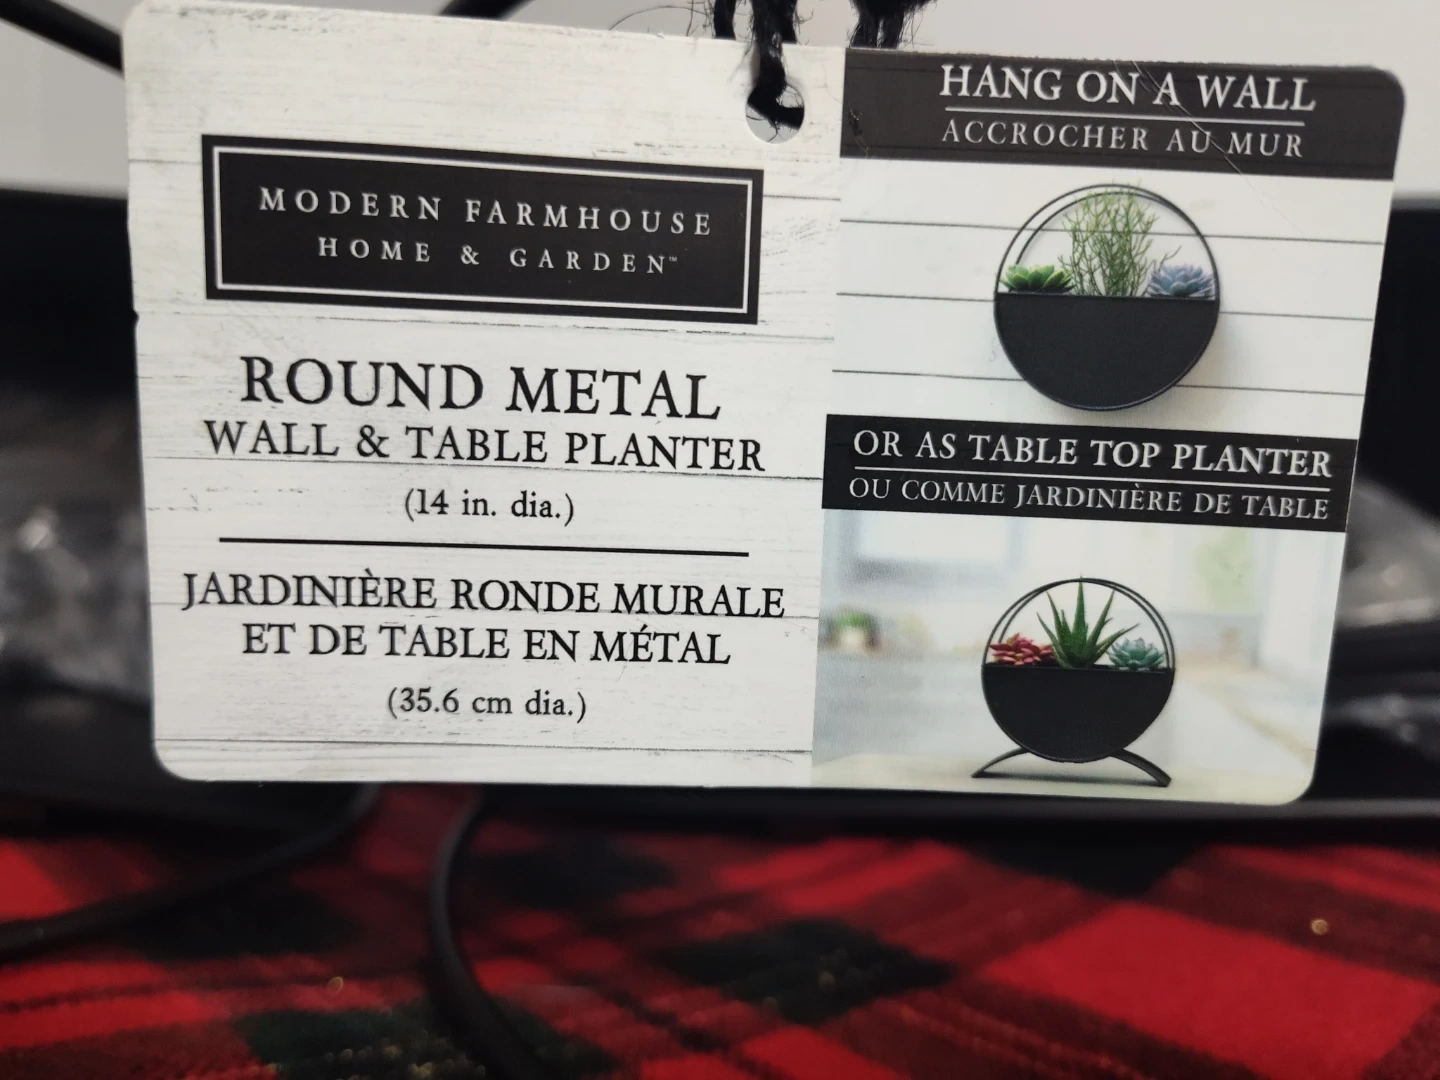 MODERN FARMHOUSE
HOME & GARDEN™
ROUND METAL
WALL & TABLE PLANTER
(14 in. dia.)
JARDINIÈRE RONDE MURALE
ET DE TABLE EN MÉTAL
(35.6 cm dia.)
HANG ON A WALL
ACCROCHER AU MUR
OR AS TABLE TOP PLANTER
OU COMME JARDINIÈRE DE TABLE